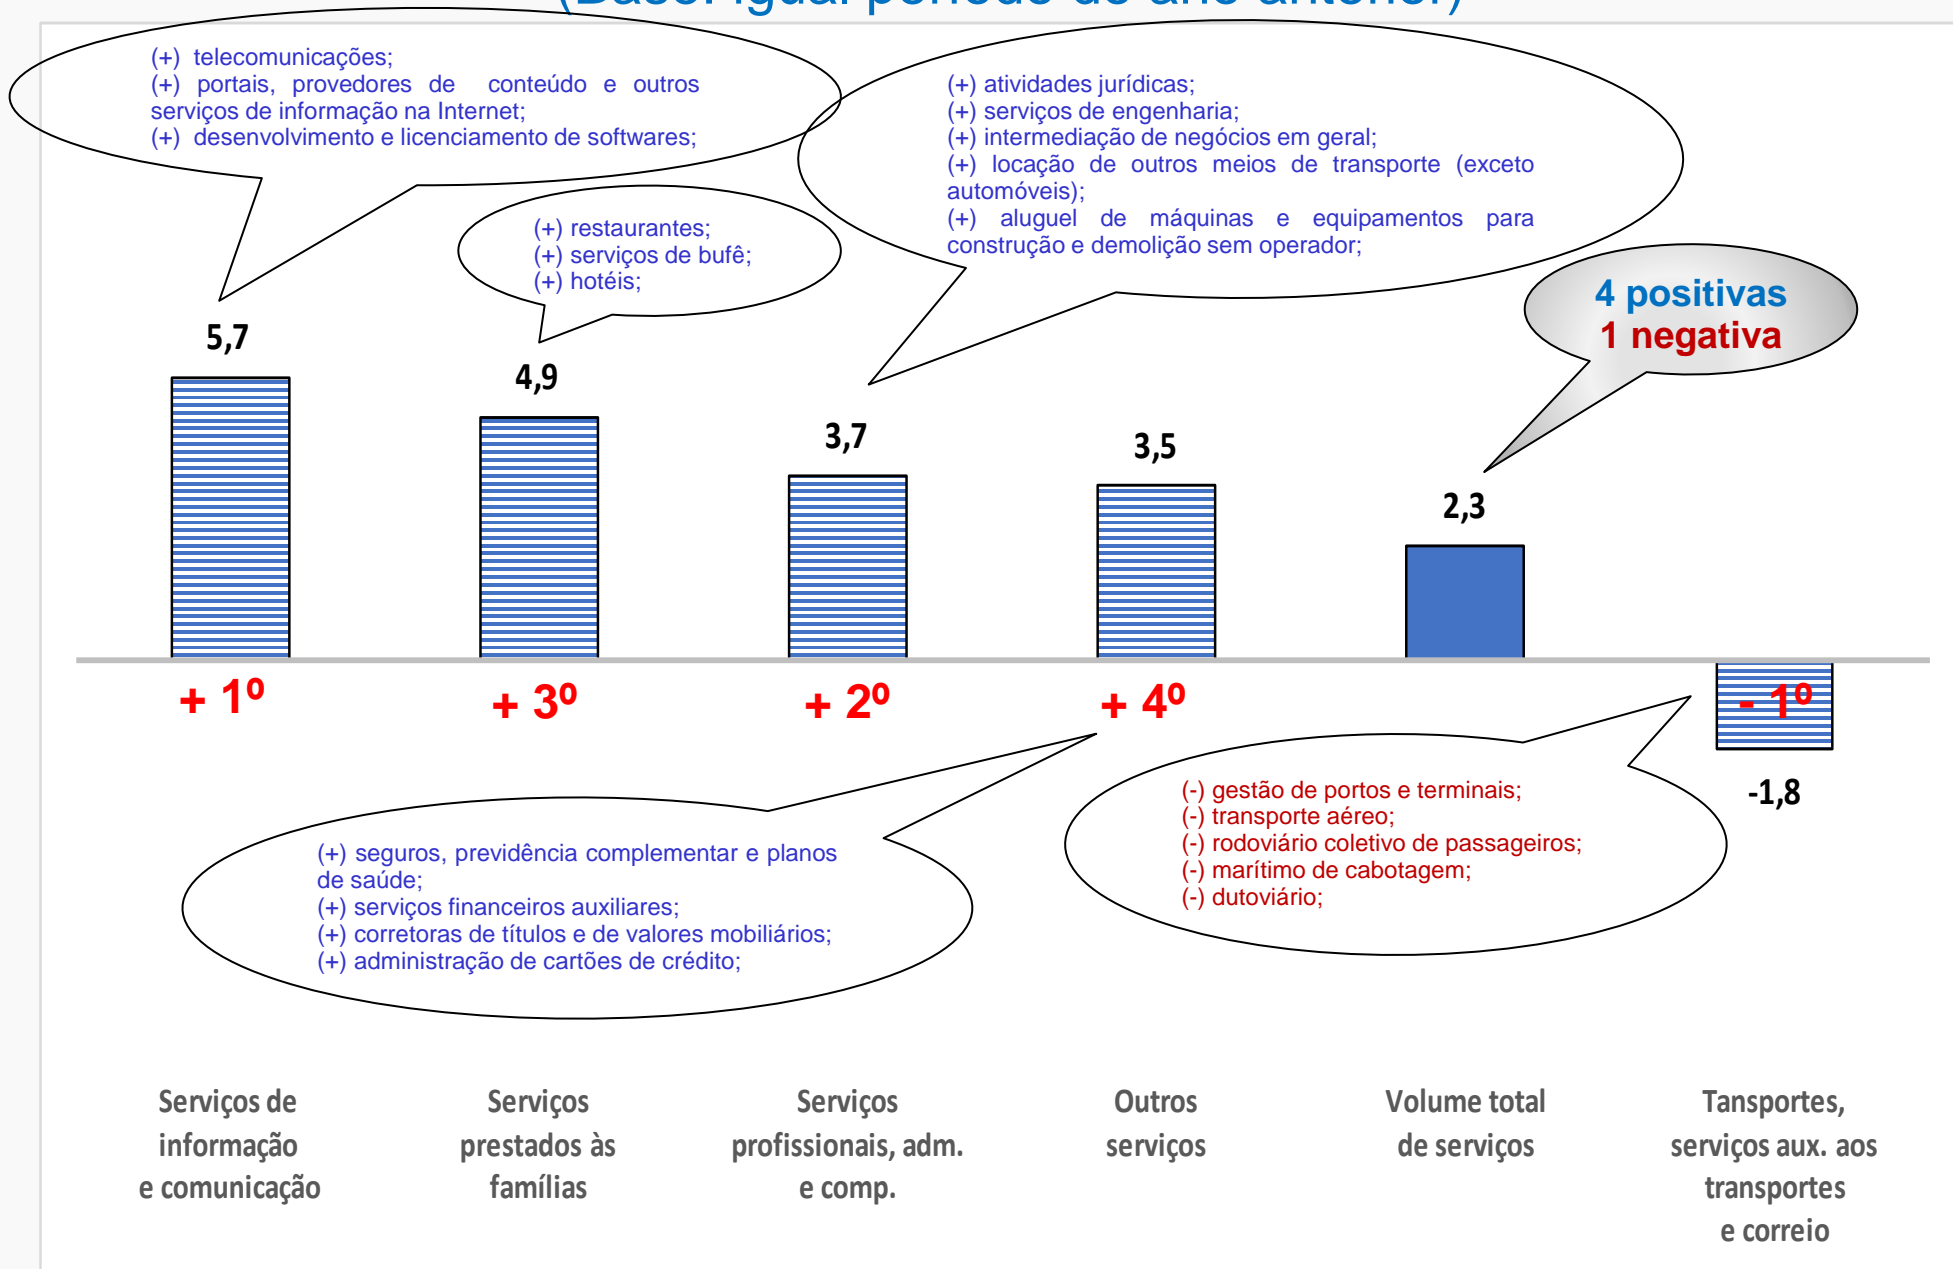 (Base: igual período do ano anterior)
(+) telecomunicações;
(+) portais, provedores de conteúdo e outros
serviços de informação na Internet;
(+) desenvolvimento e licenciamento de softwares;
(+) atividades jurídicas;
(+) serviços de engenharia;
(+) intermediação de negócios em geral;
(+) locação de outros meios de transporte (exceto
automóveis);
(+) aluguel de máquinas e equipamentos para
construção e demolição sem operador;
(+) restaurantes;
(+) serviços de bufê;
(+) hotéis;
4 positivas
1 negativa
5,7
4,9
3,7
3,5
2,3
+ 1º
+ 3º
+ 2º
+ 4º
- 1º
-1,8
(-) gestão de portos e terminais;
(-) transporte aéreo;
(-) rodoviário coletivo de passageiros;
(-) marítimo de cabotagem;
(-) dutoviário;
(+) seguros, previdência complementar e planos
de saúde;
(+) serviços financeiros auxiliares;
(+) corretoras de títulos e de valores mobiliários;
(+) administração de cartões de crédito;
Serviços de
informação
e comunicação
Serviços
prestados às
famílias
Serviços
profissionais, adm.
e comp.
Outros
serviços
Volume total
de serviços
Tansportes,
serviços aux. aos
transportes
e correio